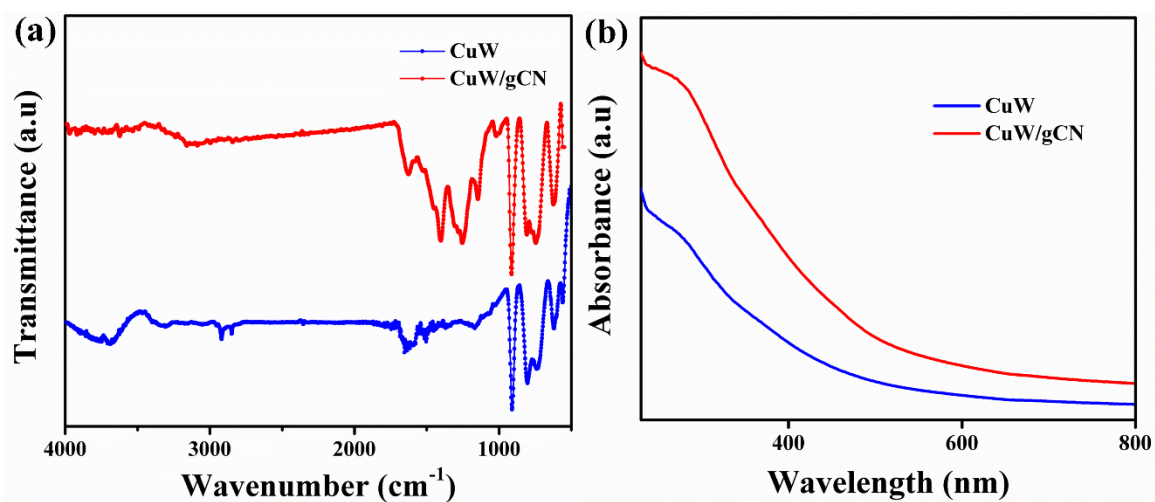 (a)
CuW
CuW/gCN
Transmittance (a.u)
4000 3000 2000 1000
Wavenumber (cm⁻¹)
(b)
CuW
CuW/gCN
Absorbance (a.u)
400 600 800
Wavelength (nm)